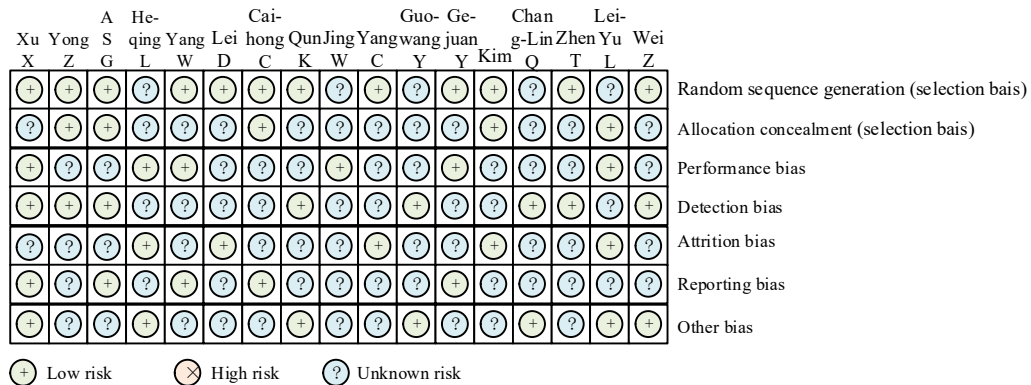 A He- Cai- Guo- Ge- Chan Lei-
Xu Yong S qing Yang Lei hong Qun Jing Yang wang juan g-Lin Zhen Yu Wei
X Z G L W D C K W C Y Y Kim Q T L Z
+ + + ? + + + + ? + ? + + ? + ? + Random sequence generation (selection bais)
? + + ? ? ? + ? ? ? ? ? + ? ? + ? Allocation concealment (selection bais)
+ ? ? + + ? ? ? + ? ? + ? ? ? + ? Performance bias
+ + + ? ? ? ? + ? ? + ? ? + + ? + Detection bias
? ? ? + ? + ? ? ? + ? ? + ? ? + ? Attrition bias
+ ? ? ? + ? + ? ? ? ? + ? ? ? ? ? Reporting bias
+ ? ? + ? ? ? + ? ? + ? ? + ? + + Other bias
+ Low risk × High risk ? Unknown risk